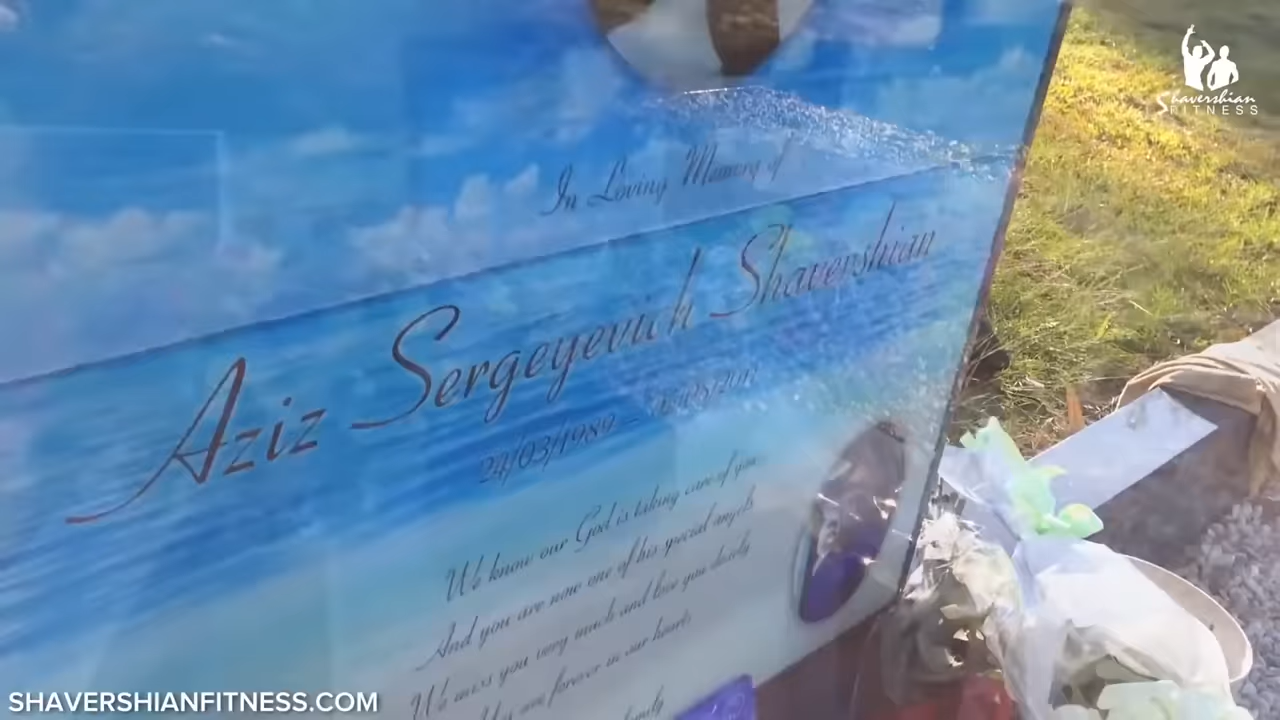 Shavershian
FITNESS
In Loving Memory of
Aziz Sergeyevich Shavershian
24/03/1989 –
We know our God is taking care of you
And you are now one of his special angels
We miss you very much and love you dearly
You are forever in our hearts
family
SHAVERSHIANFITNESS.COM